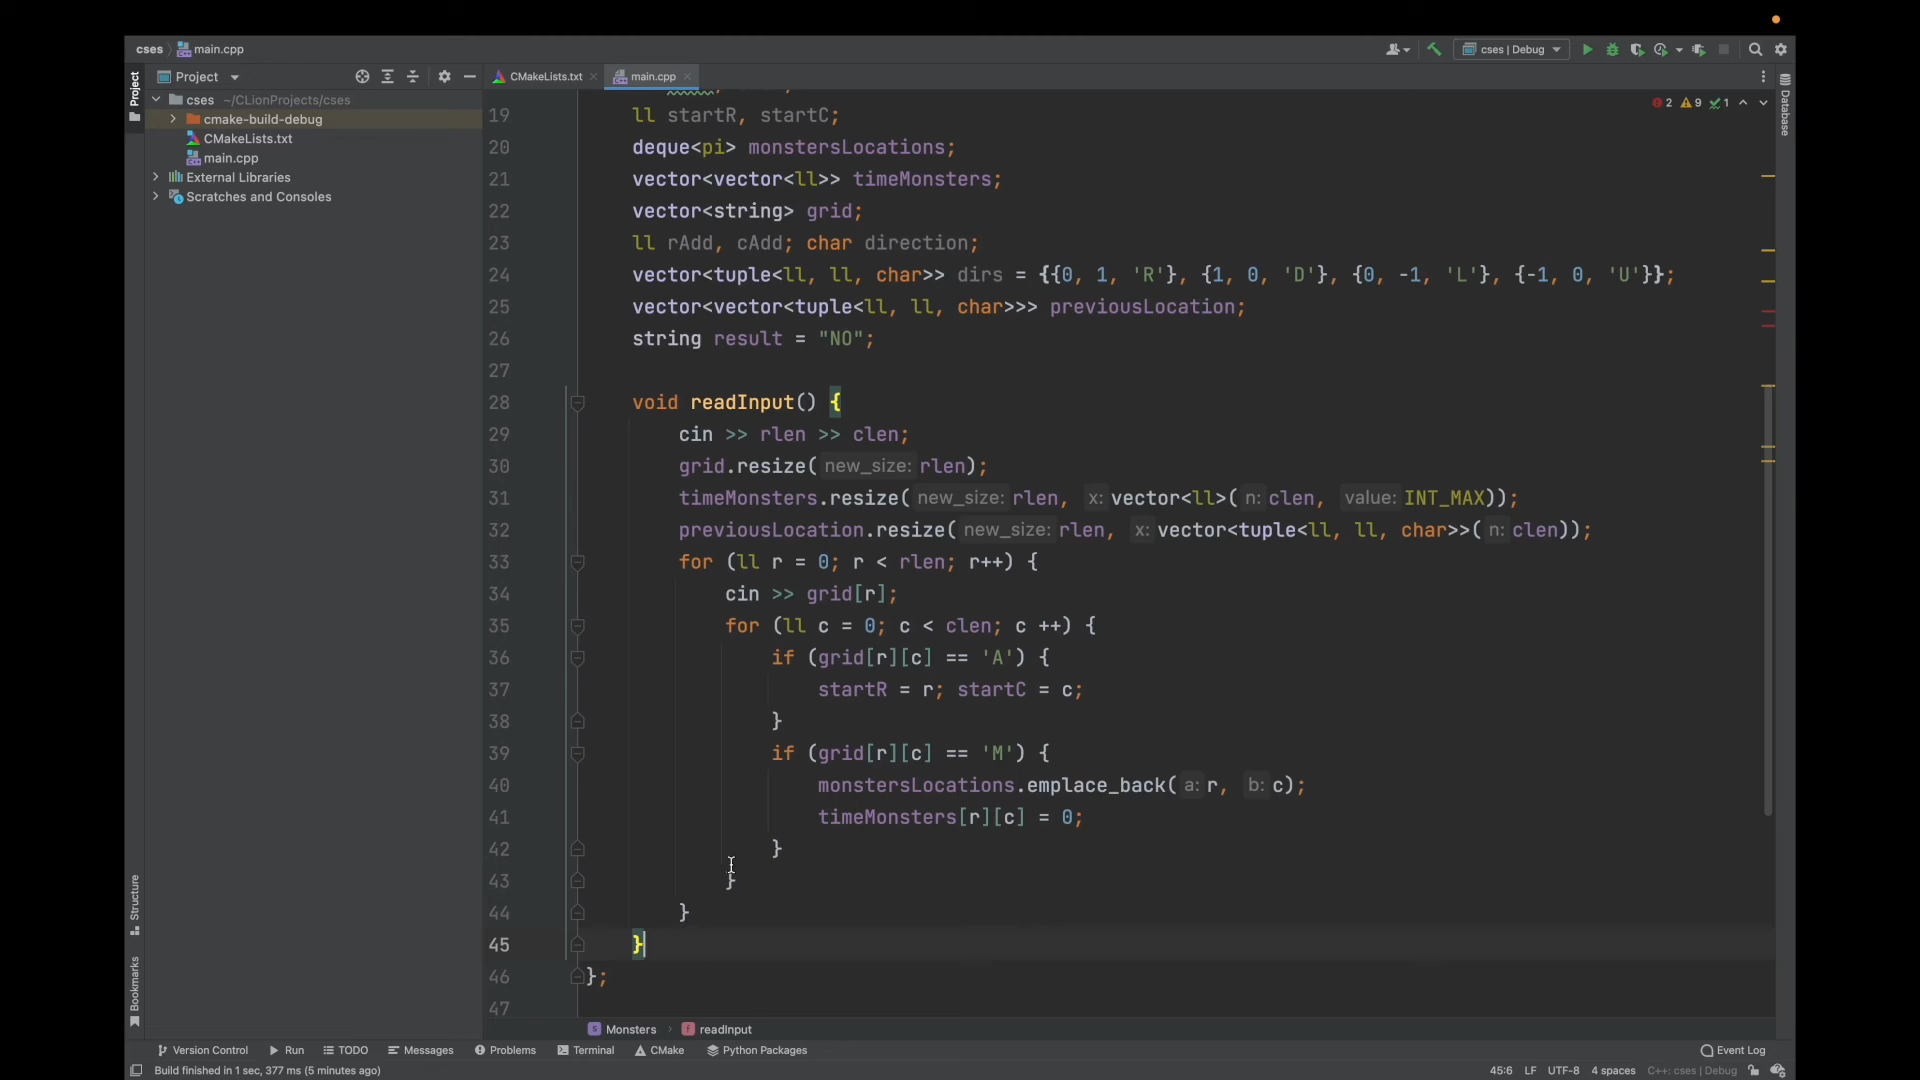 cses main.cpp
cses | Debug
Project
CMakeLists.txt
main.cpp
Project
cses ~/CLionProjects/cses
cmake-build-debug
CMakeLists.txt
main.cpp
External Libraries
Scratches and Consoles
Structure
Bookmarks
Database
2 9 1
19 ll startR, startC;
20 deque<pi> monstersLocations;
21 vector<vector<ll>> timeMonsters;
22 vector<string> grid;
23 ll rAdd, cAdd; char direction;
24 vector<tuple<ll, ll, char>> dirs = {{0, 1, 'R'}, {1, 0, 'D'}, {0, -1, 'L'}, {-1, 0, 'U'}};
25 vector<vector<tuple<ll, ll, char>>> previousLocation;
26 string result = "NO";
27
28 void readInput() {
29 cin >> rlen >> clen;
30 grid.resize( new_size: rlen);
31 timeMonsters.resize( new_size: rlen, x: vector<ll>( n: clen, value: INT_MAX));
32 previousLocation.resize( new_size: rlen, x: vector<tuple<ll, ll, char>>( n: clen));
33 for (ll r = 0; r < rlen; r++) {
34 cin >> grid[r];
35 for (ll c = 0; c < clen; c ++) {
36 if (grid[r][c] == 'A') {
37 startR = r; startC = c;
38 }
39 if (grid[r][c] == 'M') {
40 monstersLocations.emplace_back( a: r, b: c);
41 timeMonsters[r][c] = 0;
42 }
43 }
44 }
45 }
46 };
47
Monsters readInput
Version Control Run TODO Messages Problems Terminal CMake Python Packages Event Log
Build finished in 1 sec, 377 ms (5 minutes ago) 45:6 LF UTF-8 4 spaces C++: cses | Debug